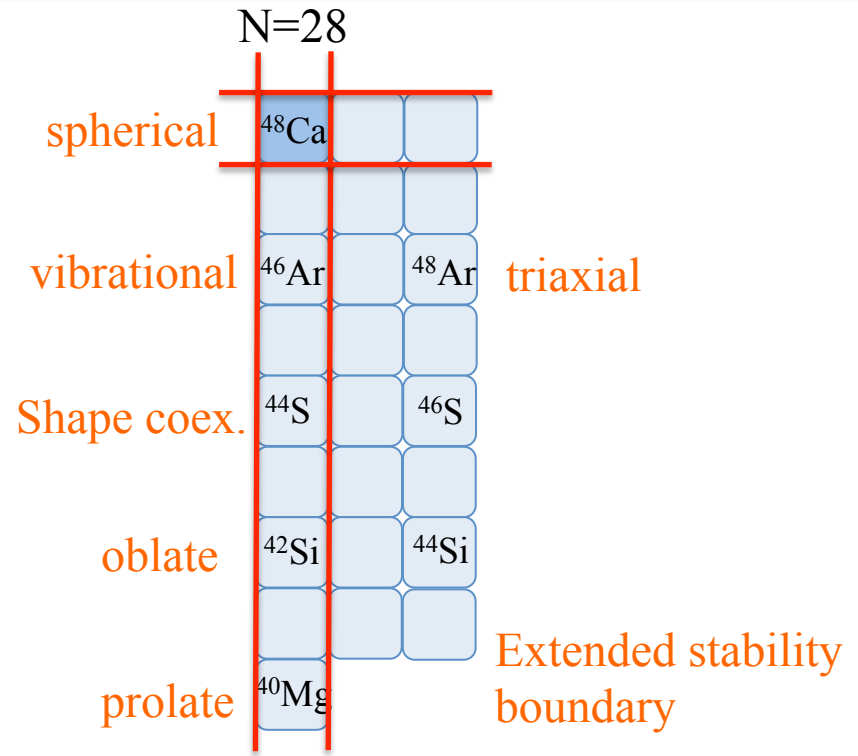 N=28
spherical ⁴⁸Ca
vibrational ⁴⁶Ar ⁴⁸Ar triaxial
Shape coex. ⁴⁴S ⁴⁶S
oblate ⁴²Si ⁴⁴Si
Extended stability
boundary
prolate ⁴⁰Mg